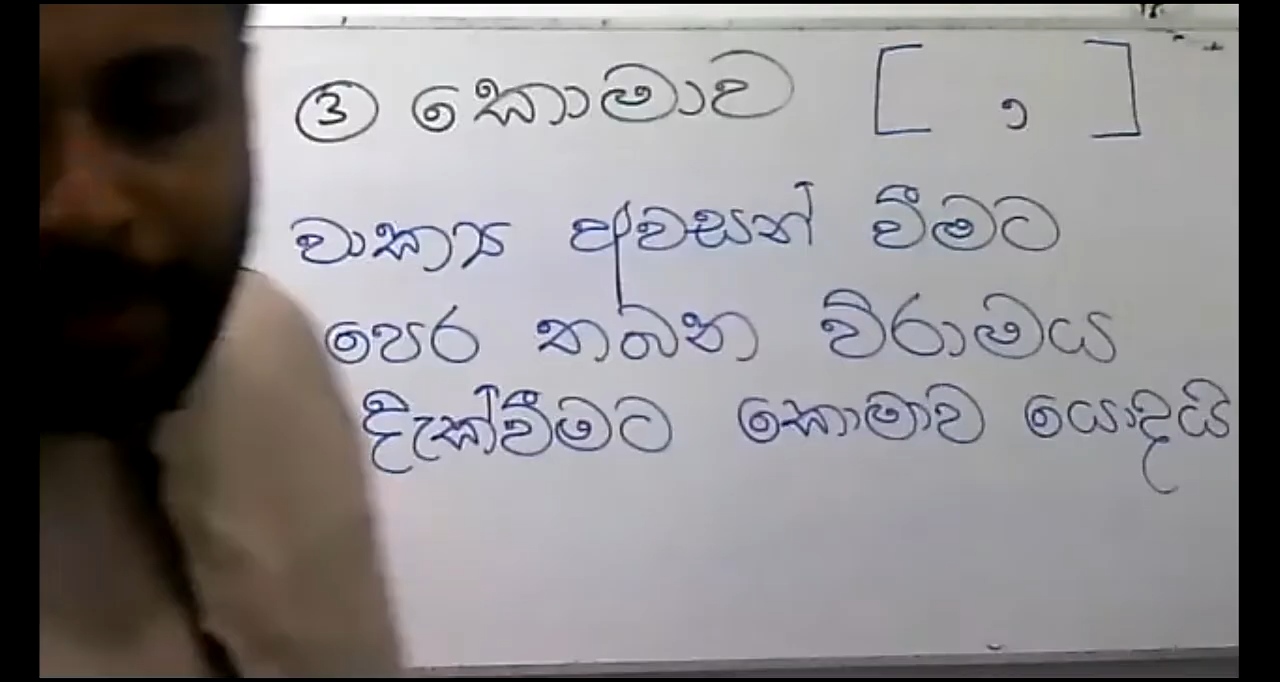 ③ කොමාව [ , ]
වාක්‍ය අවසන් වීමට
පෙර තබන විරාමය
දැක්වීමට කොමාව යොදයි